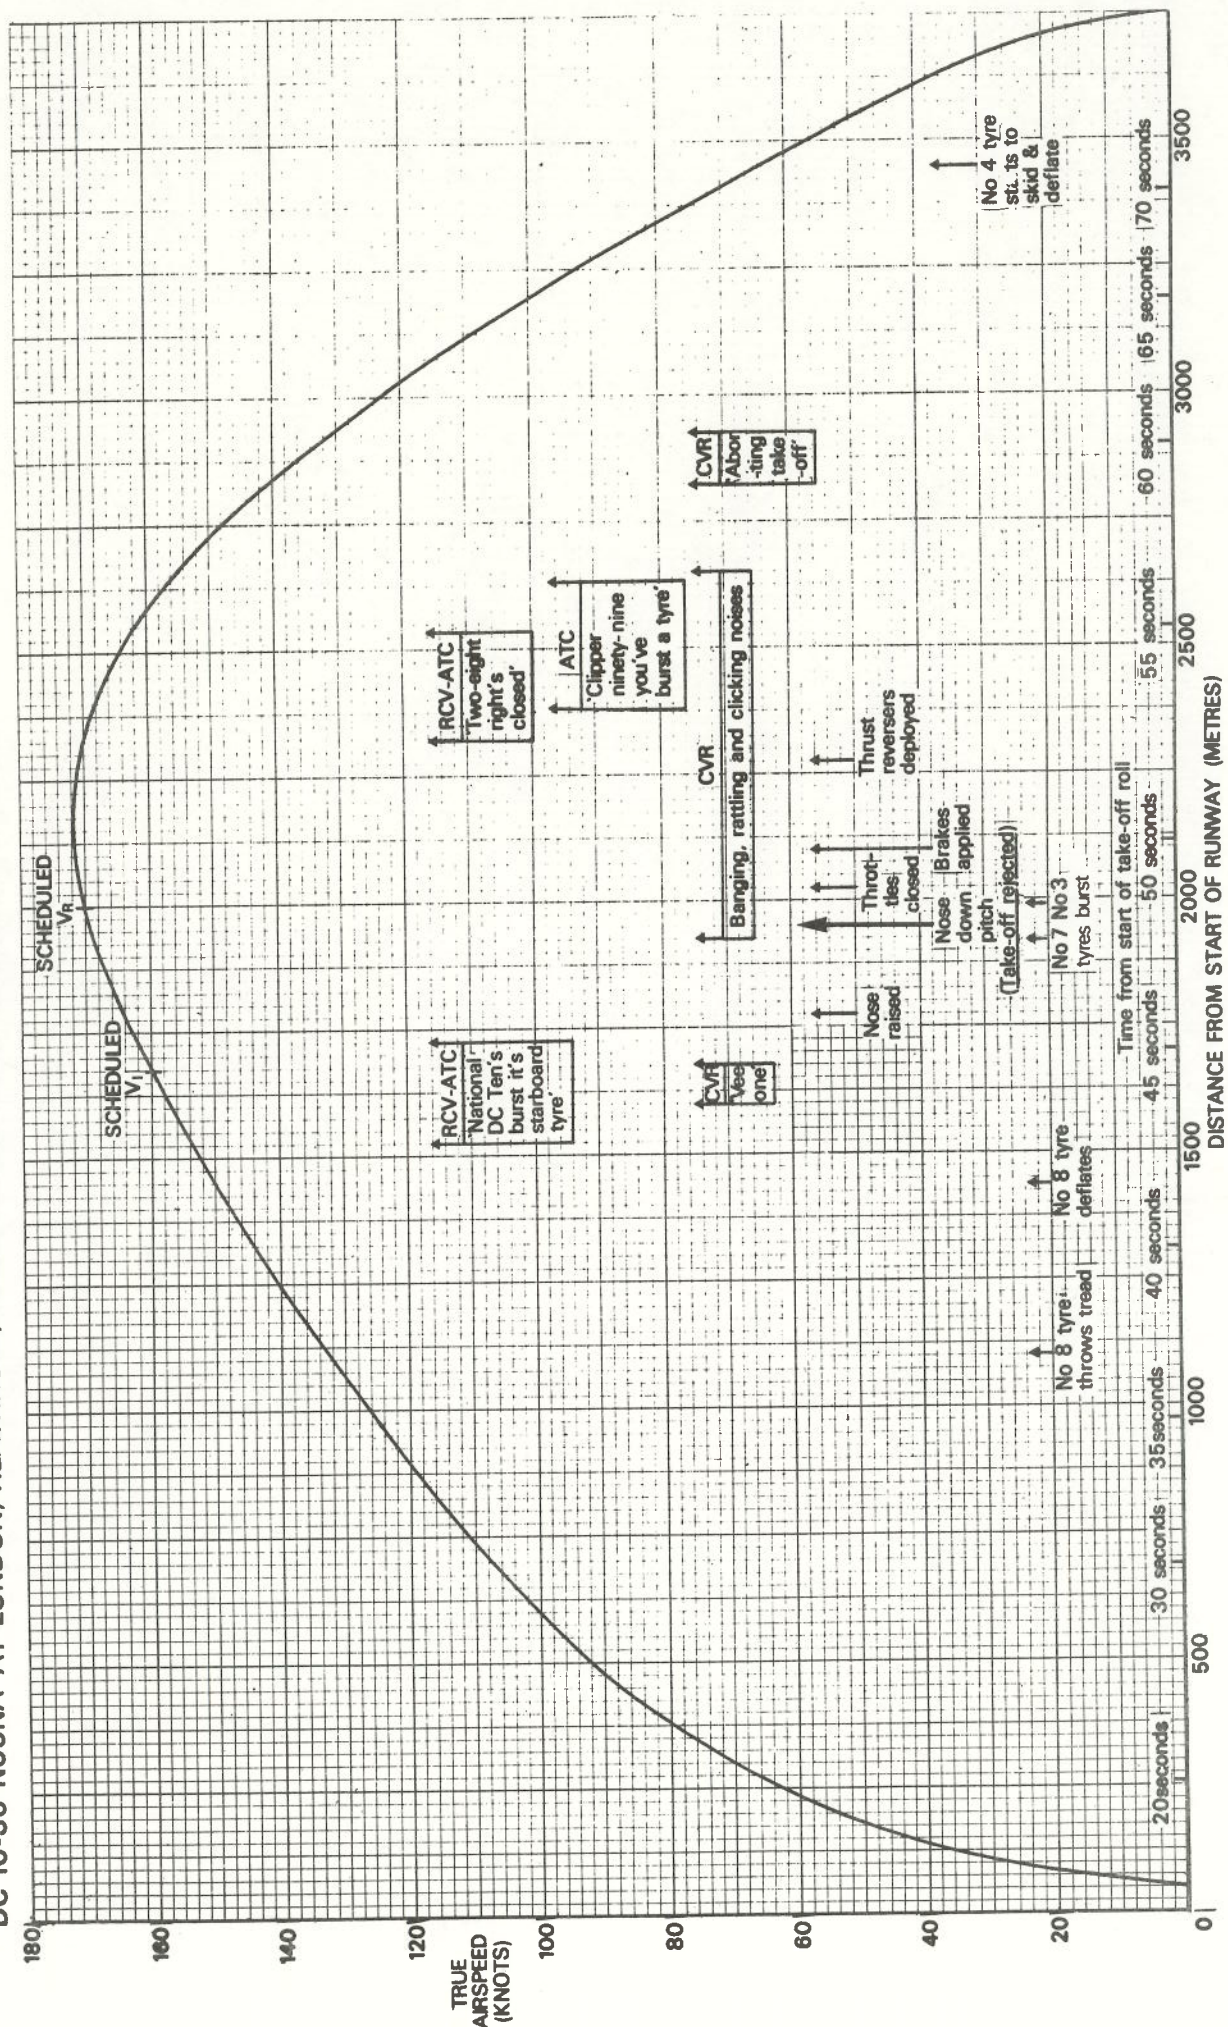 180
160
140
120
100
80
60
40
20
0
TRUE
AIRSPEED
(KNOTS)
SCHEDULED
V1
SCHEDULED
VR
RCV-ATC
'National
DC Ten's
burst it's
starboard
tyre'
RCV-ATC
'Two-eight
right's
closed'
ATC
'Clipper
ninety-nine
you've
burst a tyre'
CVR
'Vee
one'
CVR
Banging, rattling and clicking noises
CVR
'Abor
-ting
take
-off'
Nose
raised
Nose
down
pitch
(Take-off rejected)
Throt-
tles
closed
Brakes
applied
Thrust
reversers
deployed
No 8 tyre
throws tread
No 8 tyre
deflates
No 7 No 3
tyres burst
No 4 tyre
skid &
deflate
Time from start of take-off roll
20 seconds
30 seconds
35 seconds
40 seconds
45 seconds
50 seconds
55 seconds
60 seconds
65 seconds
70 seconds
500
1000
1500
2000
2500
3000
3500
DISTANCE FROM START OF RUNWAY (METRES)